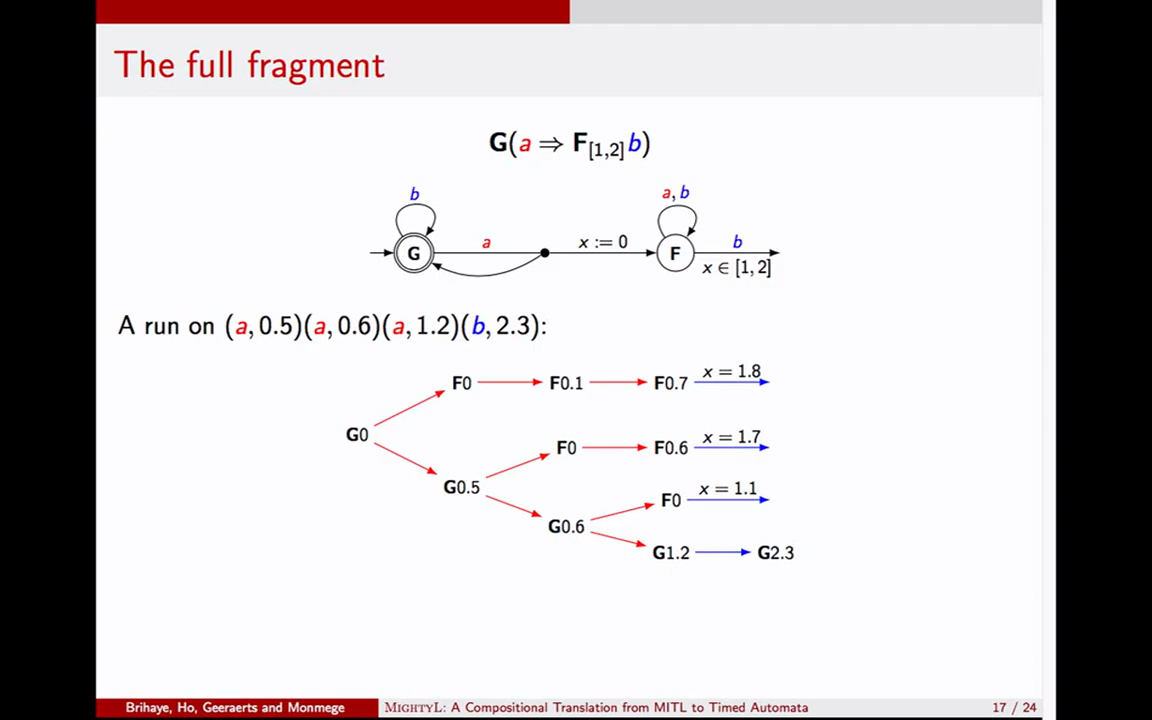 The full fragment
G(a ⇒ F[1,2]b)
b
a, b
G
a
x := 0
F
b
x ∈ [1, 2]
A run on (a, 0.5)(a, 0.6)(a, 1.2)(b, 2.3):
F0 F0.1 F0.7 x = 1.8
G0
F0 F0.6 x = 1.7
G0.5
F0 x = 1.1
G0.6
G1.2 G2.3
Brihaye, Ho, Geeraerts and Monmege
MightyL: A Compositional Translation from MITL to Timed Automata
17 / 24